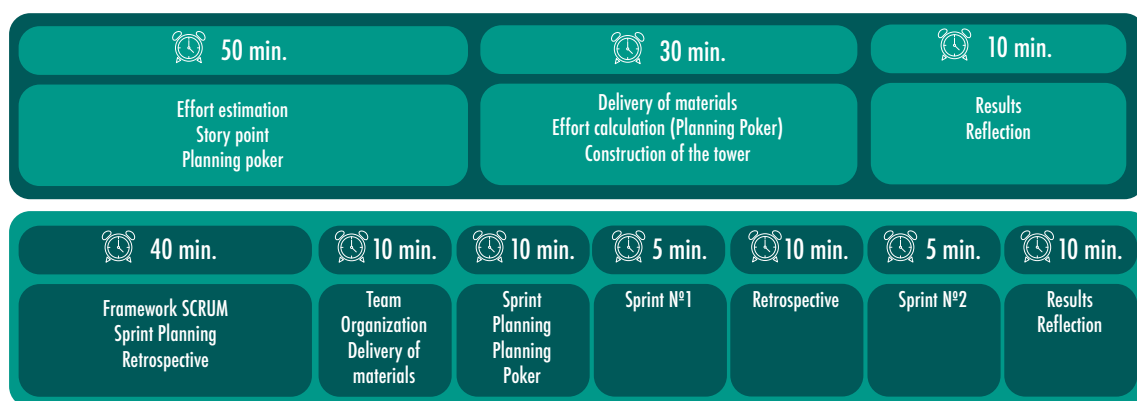 50 min.
Effort estimation
Story point
Planning poker
30 min.
Delivery of materials
Effort calculation (Planning Poker)
Construction of the tower
10 min.
Results
Reflection
40 min.
Framework SCRUM
Sprint Planning
Retrospective
10 min.
Team
Organization
Delivery of
materials
10 min.
Sprint
Planning
Planning
Poker
5 min.
Sprint Nº1
10 min.
Retrospective
5 min.
Sprint Nº2
10 min.
Results
Reflection